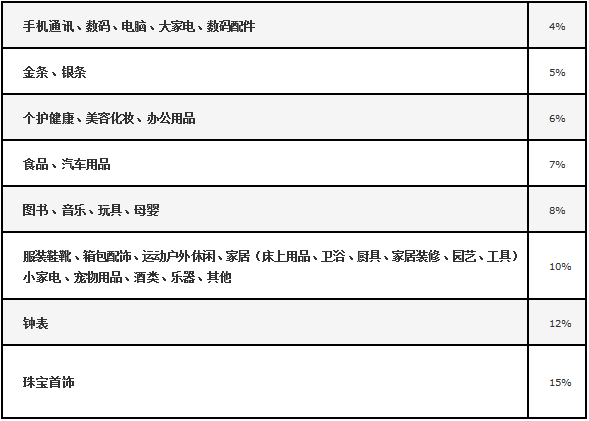 手机通讯、数码、电脑、大家电、数码配件 4%
金条、银条 5%
个护健康、美容化妆、办公用品 6%
食品、汽车用品 7%
图书、音乐、玩具、母婴 8%
服装鞋靴、箱包配饰、运动户外休闲、家居（床上用品、卫浴、厨具、家居装修、园艺、工具） 10%
小家电、宠物用品、酒类、乐器、其他
钟表 12%
珠宝首饰 15%